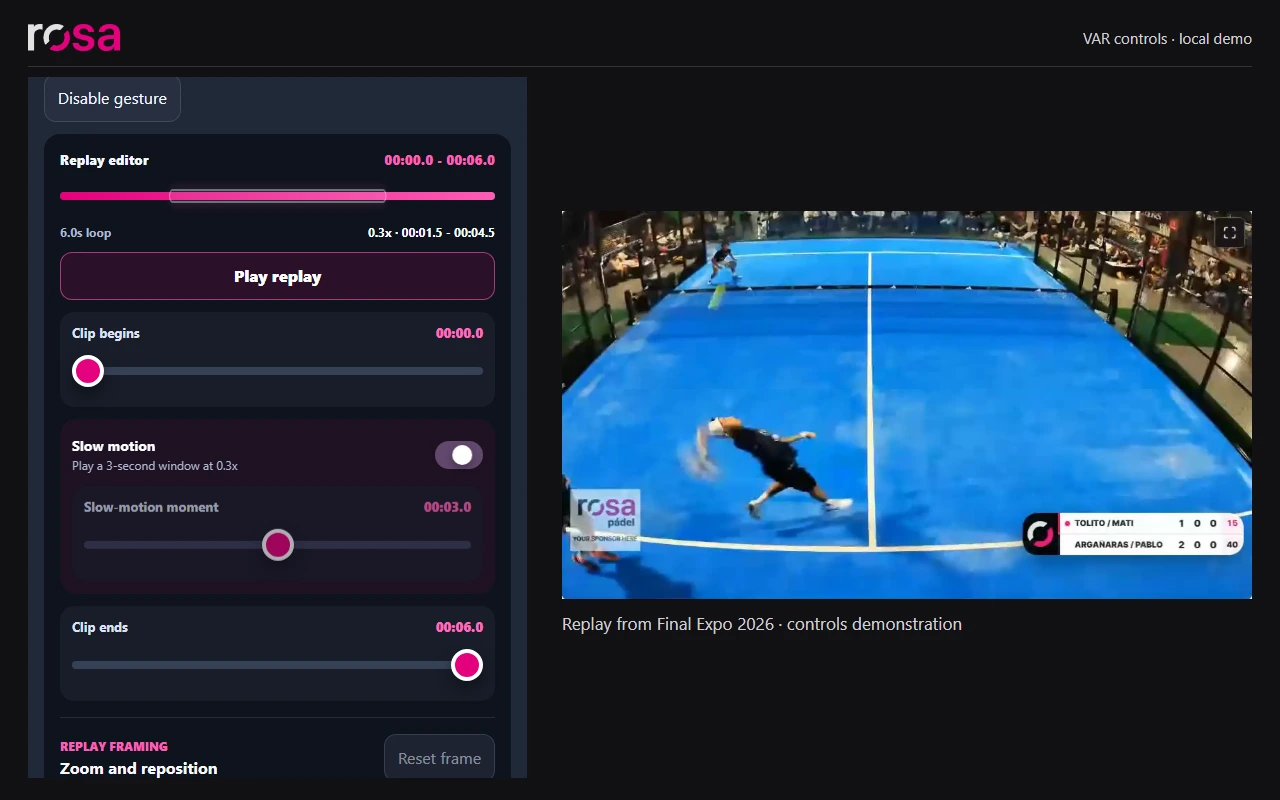 rosa
VAR controls · local demo
Disable gesture
Replay editor
00:00.0 - 00:06.0
6.0s loop
0.3x · 00:01.5 - 00:04.5
Play replay
Clip begins
00:00.0
Slow motion
Play a 3-second window at 0.3x
Slow-motion moment
00:03.0
Clip ends
00:06.0
REPLAY FRAMING
Zoom and reposition
Reset frame
rosa
pádel
YOUR SPONSOR HERE
TOLITO / MATI 1 0 0 15
ARGAÑARAS / PABLO 2 0 0 40
Replay from Final Expo 2026 · controls demonstration